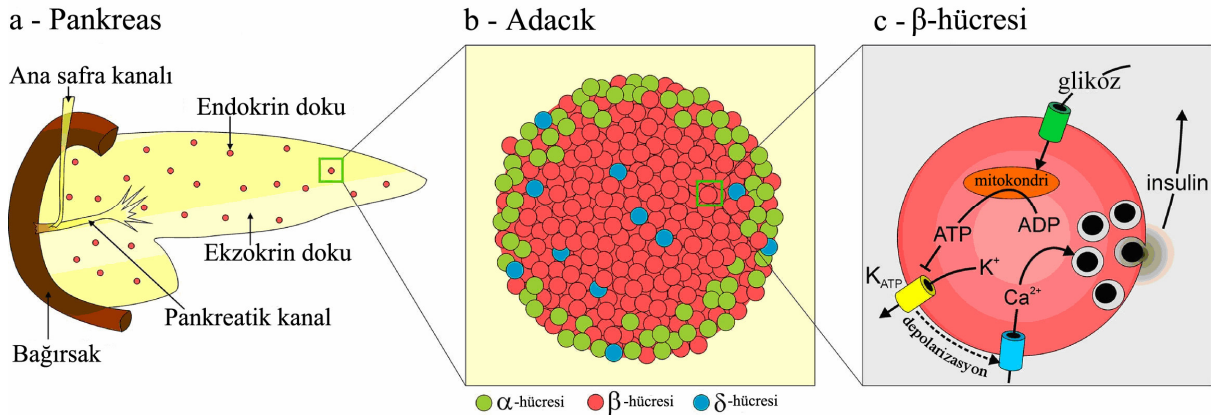 a - Pankreas
Ana safra kanalı
Endokrin doku
Ekzokrin doku
Pankreatik kanal
Bağırsak
b - Adacık
α-hücresi
β-hücresi
δ-hücresi
c - β-hücresi
glikoz
mitokondri
insulin
ATP
ADP
K⁺
K_ATP
Ca²⁺
depolarizasyon